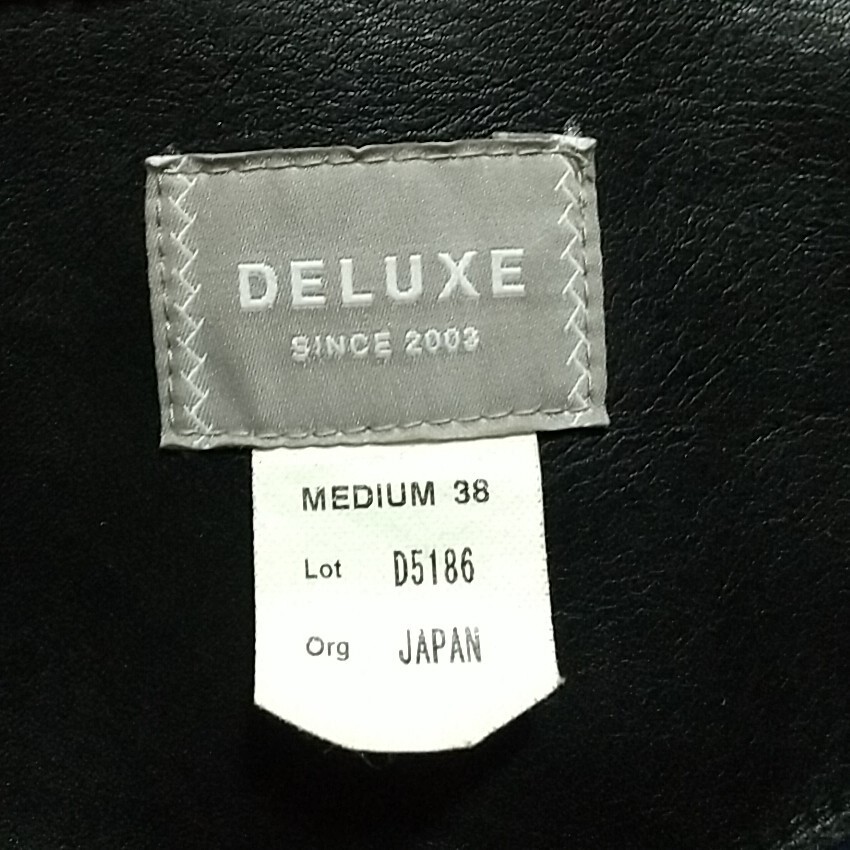 DELUXE
SINCE 2003
MEDIUM 38
Lot D5186
Org JAPAN